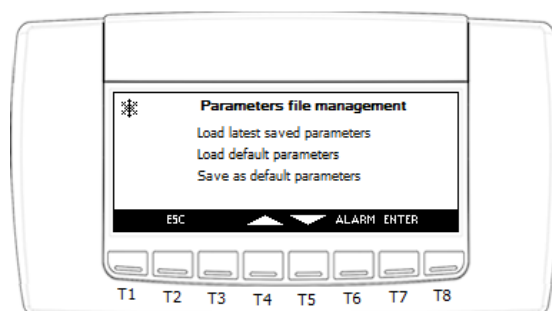 Parameters file management
Load latest saved parameters
Load default parameters
Save as default parameters
ESC ALARM ENTER
T1 T2 T3 T4 T5 T6 T7 T8